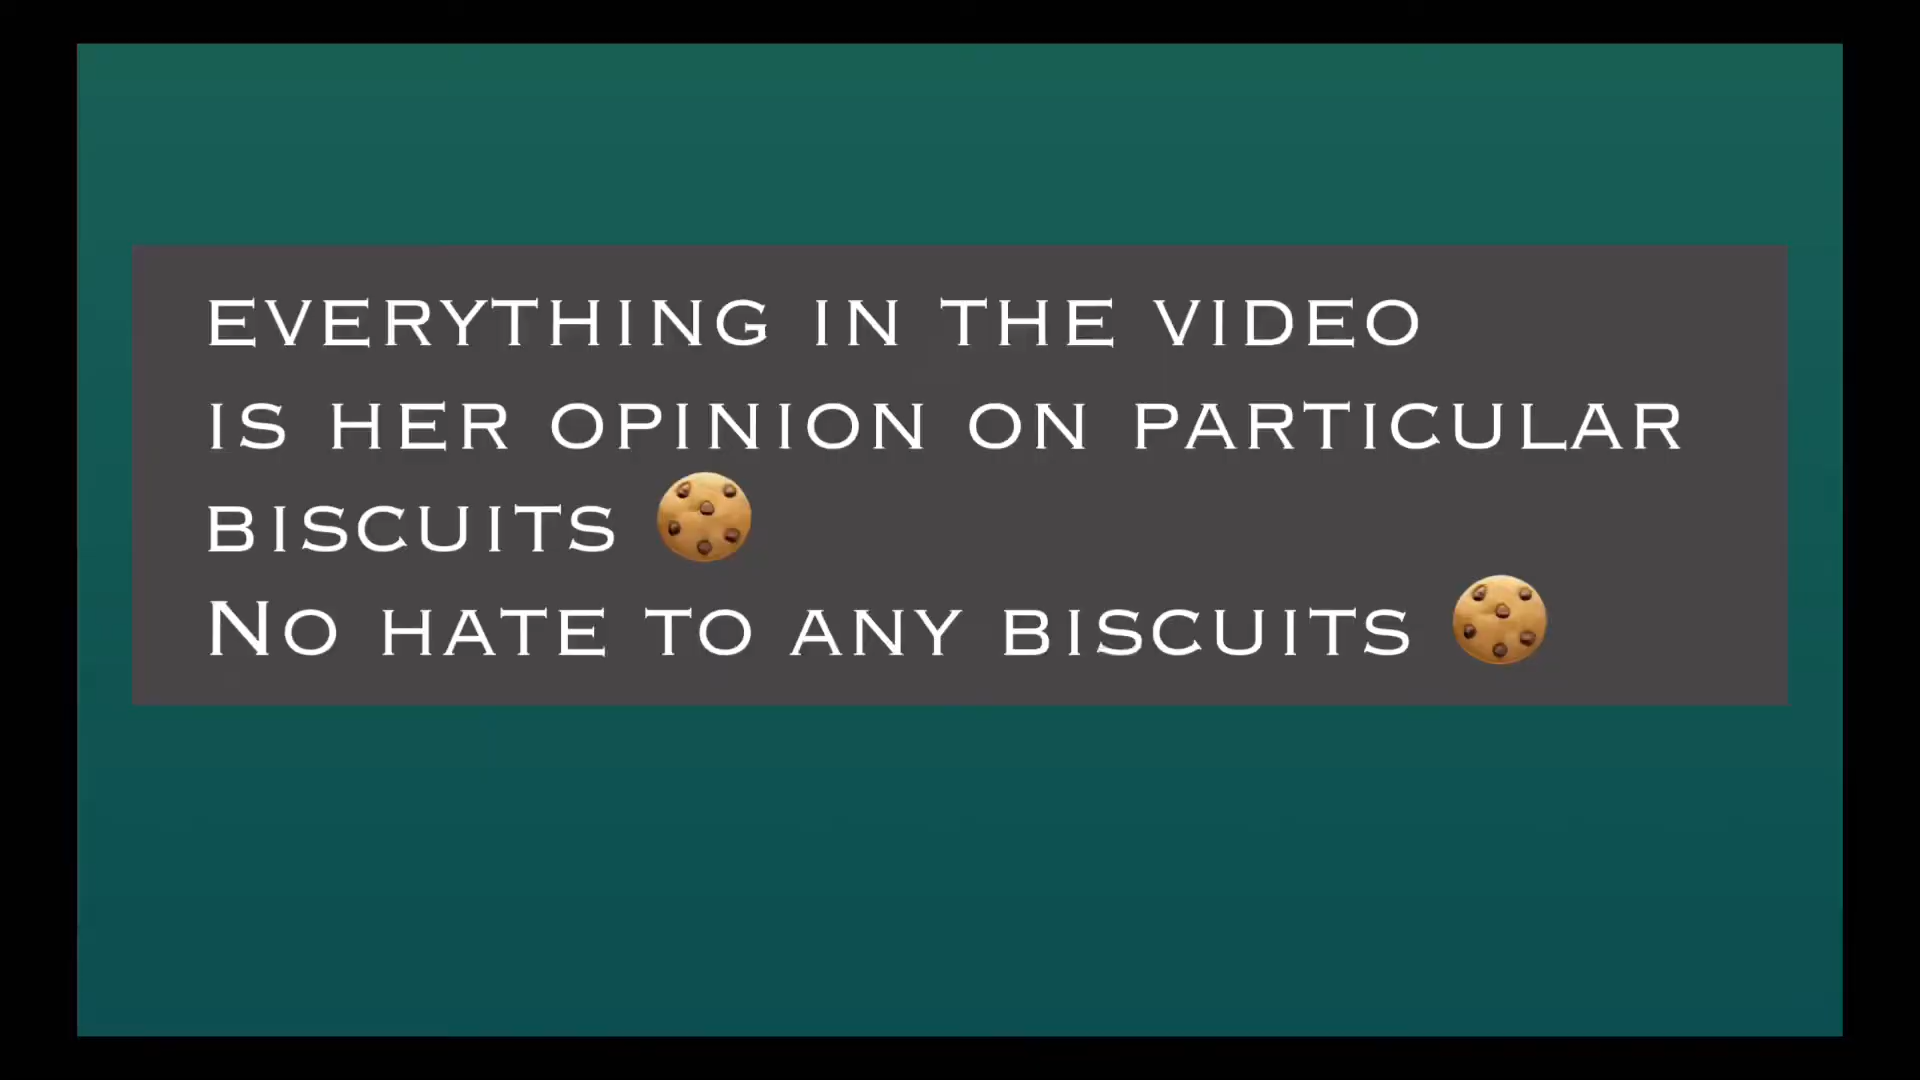 EVERYTHING IN THE VIDEO
IS HER OPINION ON PARTICULAR
BISCUITS 🍪
NO HATE TO ANY BISCUITS 🍪